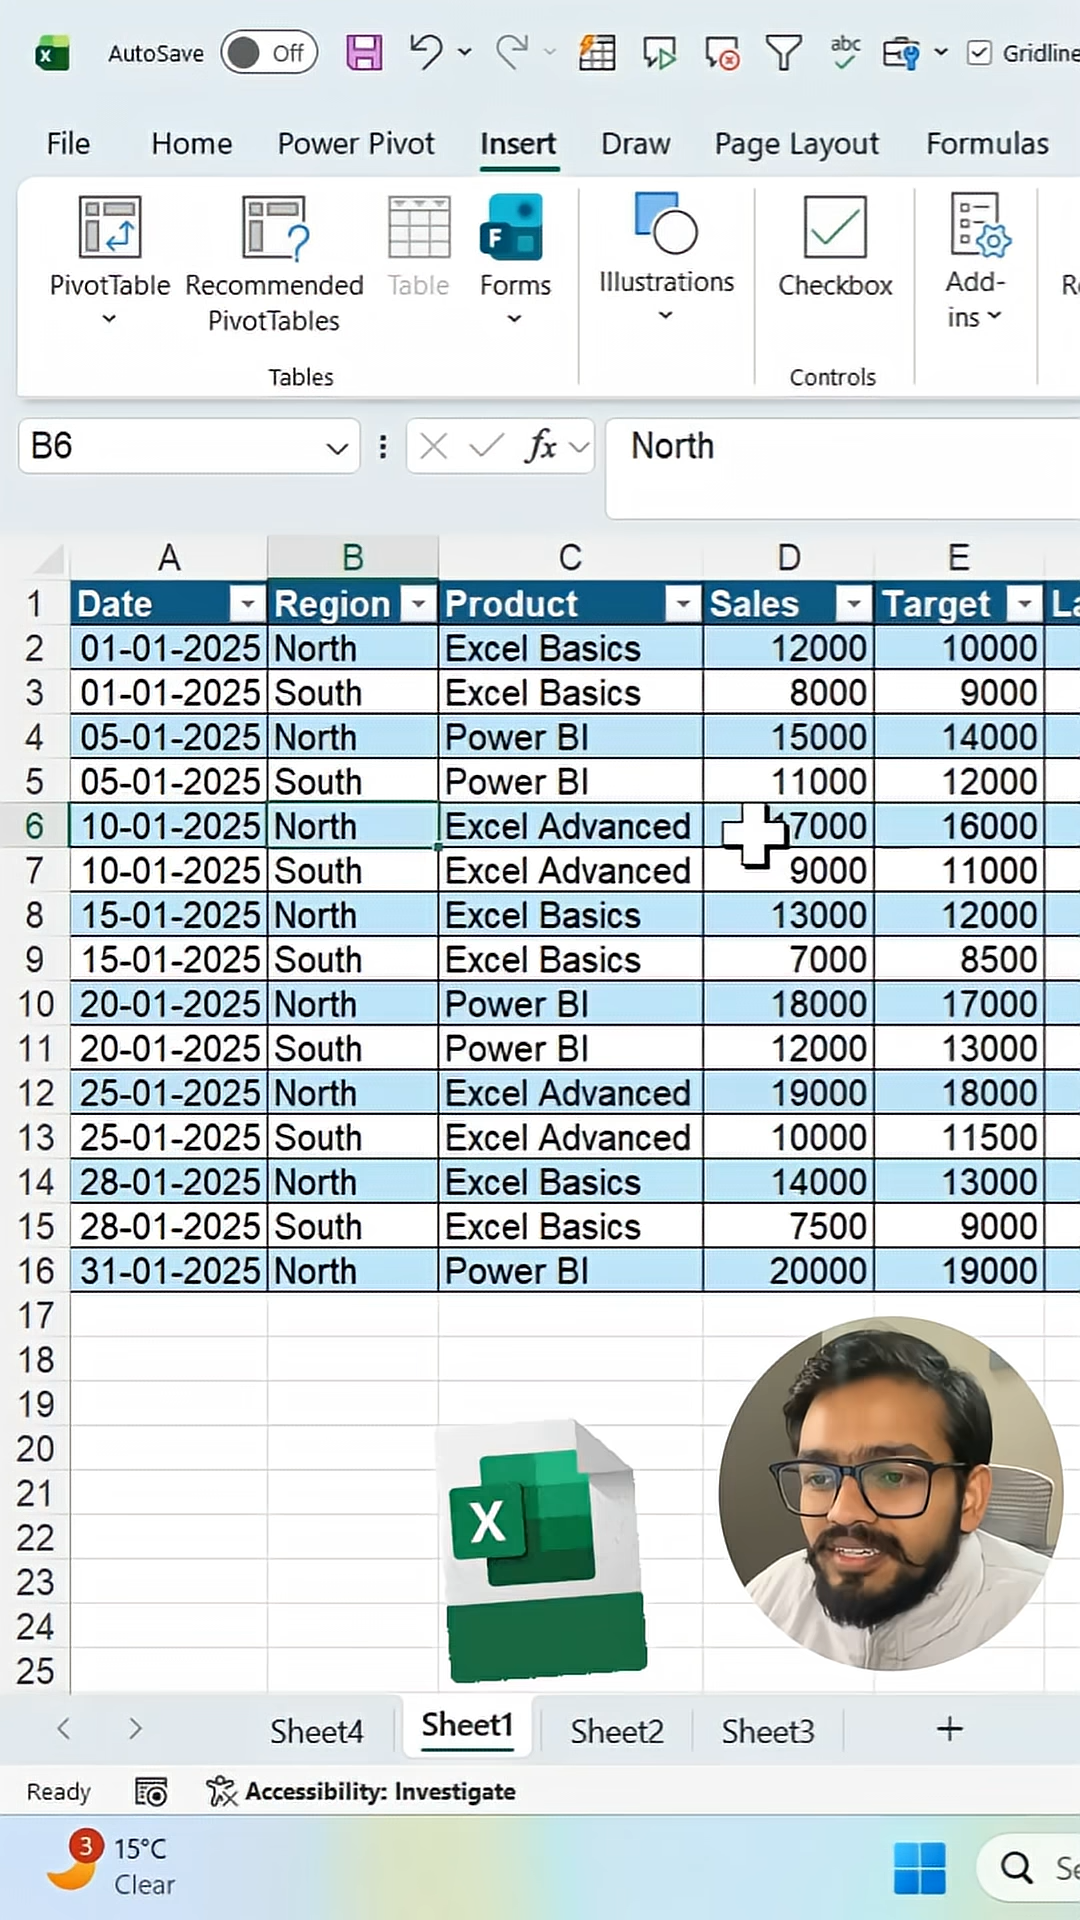 AutoSave Off abc Gridline
File Home Power Pivot Insert Draw Page Layout Formulas
PivotTable Recommended PivotTables Table Forms Illustrations Checkbox Add-ins
Tables Controls
B6 fx North
A B C D E
1 Date Region Product Sales Target La
2 01-01-2025 North Excel Basics 12000 10000
3 01-01-2025 South Excel Basics 8000 9000
4 05-01-2025 North Power BI 15000 14000
5 05-01-2025 South Power BI 11000 12000
6 10-01-2025 North Excel Advanced 17000 16000
7 10-01-2025 South Excel Advanced 9000 11000
8 15-01-2025 North Excel Basics 13000 12000
9 15-01-2025 South Excel Basics 7000 8500
10 20-01-2025 North Power BI 18000 17000
11 20-01-2025 South Power BI 12000 13000
12 25-01-2025 North Excel Advanced 19000 18000
13 25-01-2025 South Excel Advanced 10000 11500
14 28-01-2025 North Excel Basics 14000 13000
15 28-01-2025 South Excel Basics 7500 9000
16 31-01-2025 North Power BI 20000 19000
17
18
19
20
21
22
23
24
25
X
Sheet4 Sheet1 Sheet2 Sheet3
Ready Accessibility: Investigate
3 15°C
Clear
Se